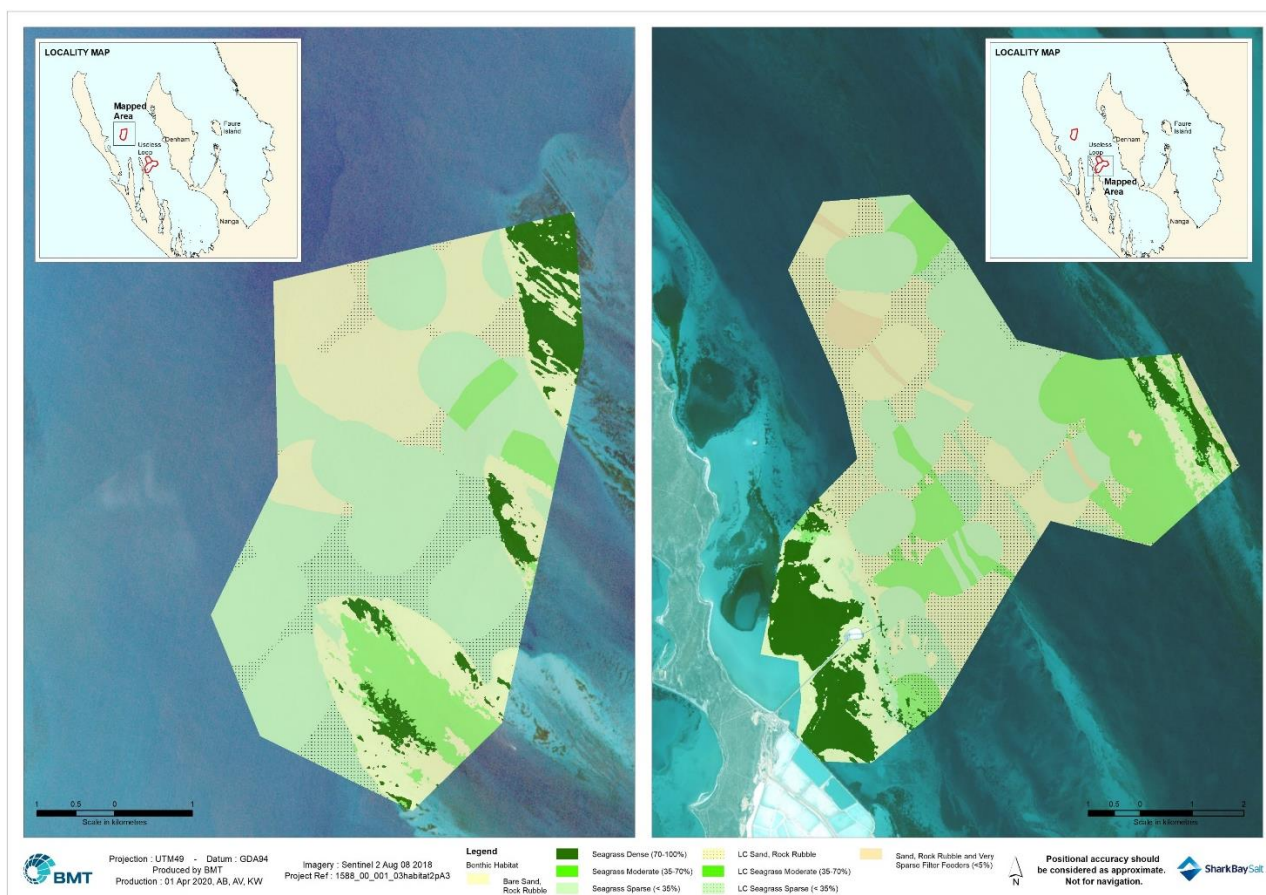 LOCALITY MAP
Mapped
Area
Denham
Faure
Island
Useless
Loop
Nanga
1 0.5 0 1
Scale in kilometres
LOCALITY MAP
Denham
Faure
Island
Useless
Loop
Mapped
Area
Nanga
1 0.5 0 1 2
Scale in kilometres
BMT
Projection : UTM49 - Datum : GDA94
Produced by BMT
Production : 01 Apr 2020, AB, AV, KW
Imagery : Sentinel 2 Aug 08 2018
Project Ref : 1588_00_001_03habitat2pA3
Legend
Benthic Habitat
Bare Sand,
Rock Rubble
Seagrass Dense (70-100%)
Seagrass Moderate (35-70%)
Seagrass Sparse (< 35%)
LC Sand, Rock Rubble
LC Seagrass Moderate (35-70%)
LC Seagrass Sparse (< 35%)
Sand, Rock Rubble and Very
Sparse Filter Feeders (<5%)
N
Positional accuracy should
be considered as approximate.
Not for navigation.
SharkBaySalt